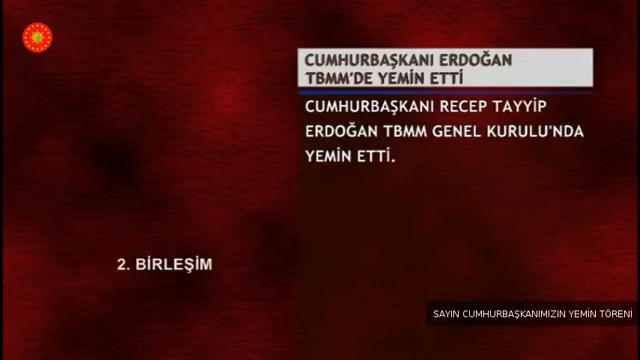 CUMHURBAŞKANI ERDOĞAN
TBMM'DE YEMİN ETTİ
CUMHURBAŞKANI RECEP TAYYİP
ERDOĞAN TBMM GENEL KURULU'NDA
YEMİN ETTİ.
2. BİRLEŞİM
SAYIN CUMHURBAŞKANIMIZIN YEMİN TÖRENİ